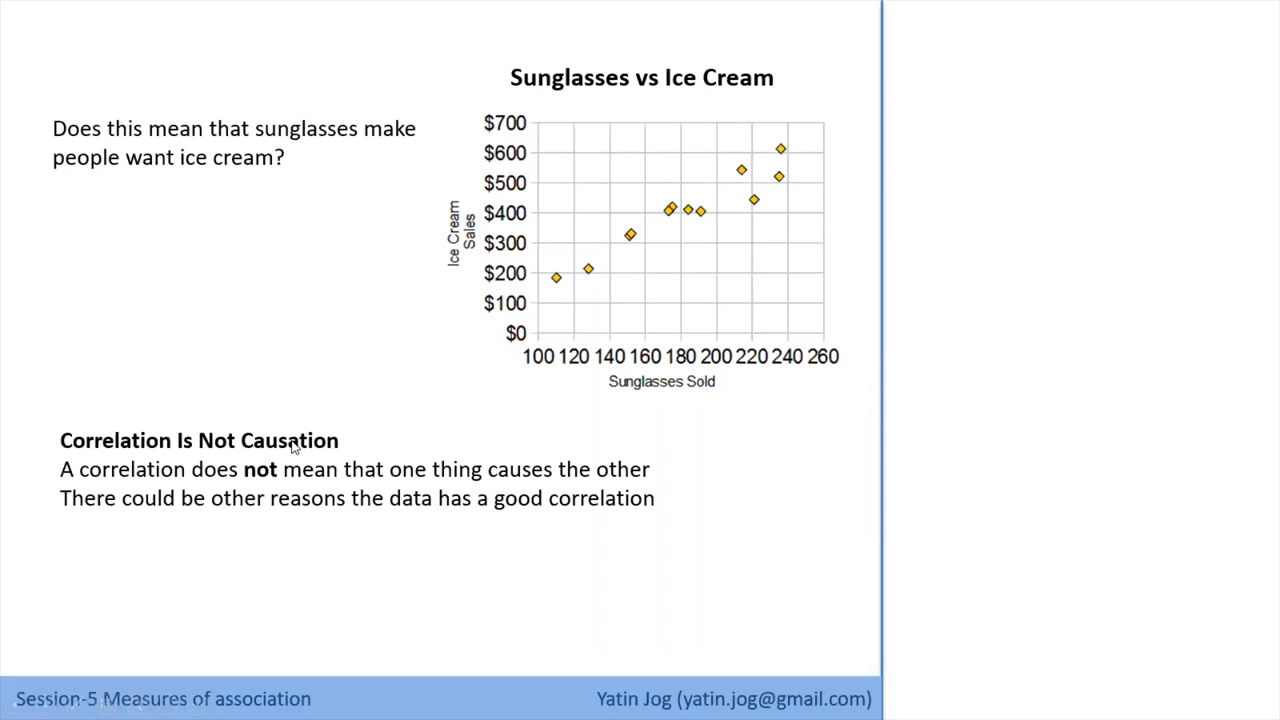 Sunglasses vs Ice Cream
Does this mean that sunglasses make
people want ice cream?
$700
$600
$500
$400
$300
$200
$100
$0
Ice Cream
Sales
100 120 140 160 180 200 220 240 260
Sunglasses Sold
Correlation Is Not Causation
A correlation does not mean that one thing causes the other
There could be other reasons the data has a good correlation
Session-5 Measures of association
Yatin Jog (yatin.jog@gmail.com)